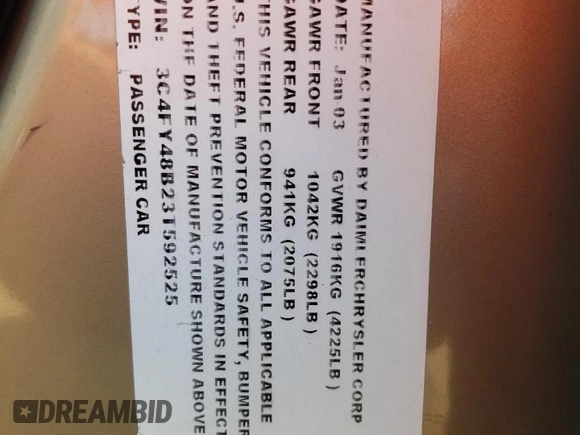 MANUFACTURED BY DAIMLERCHRYSLER CORP
DATE: Jan 03 GVWR 1916KG (4225LB)
GAWR FRONT 1042KG (2298LB)
GAWR REAR 941KG (2075LB)
THIS VEHICLE CONFORMS TO ALL APPLICABLE
U.S. FEDERAL MOTOR VEHICLE SAFETY, BUMPER
AND THEFT PREVENTION STANDARDS IN EFFECT
ON THE DATE OF MANUFACTURE SHOWN ABOVE
VIN: 3C4FY48B23T592525
TYPE: PASSENGER CAR
DREAMBID